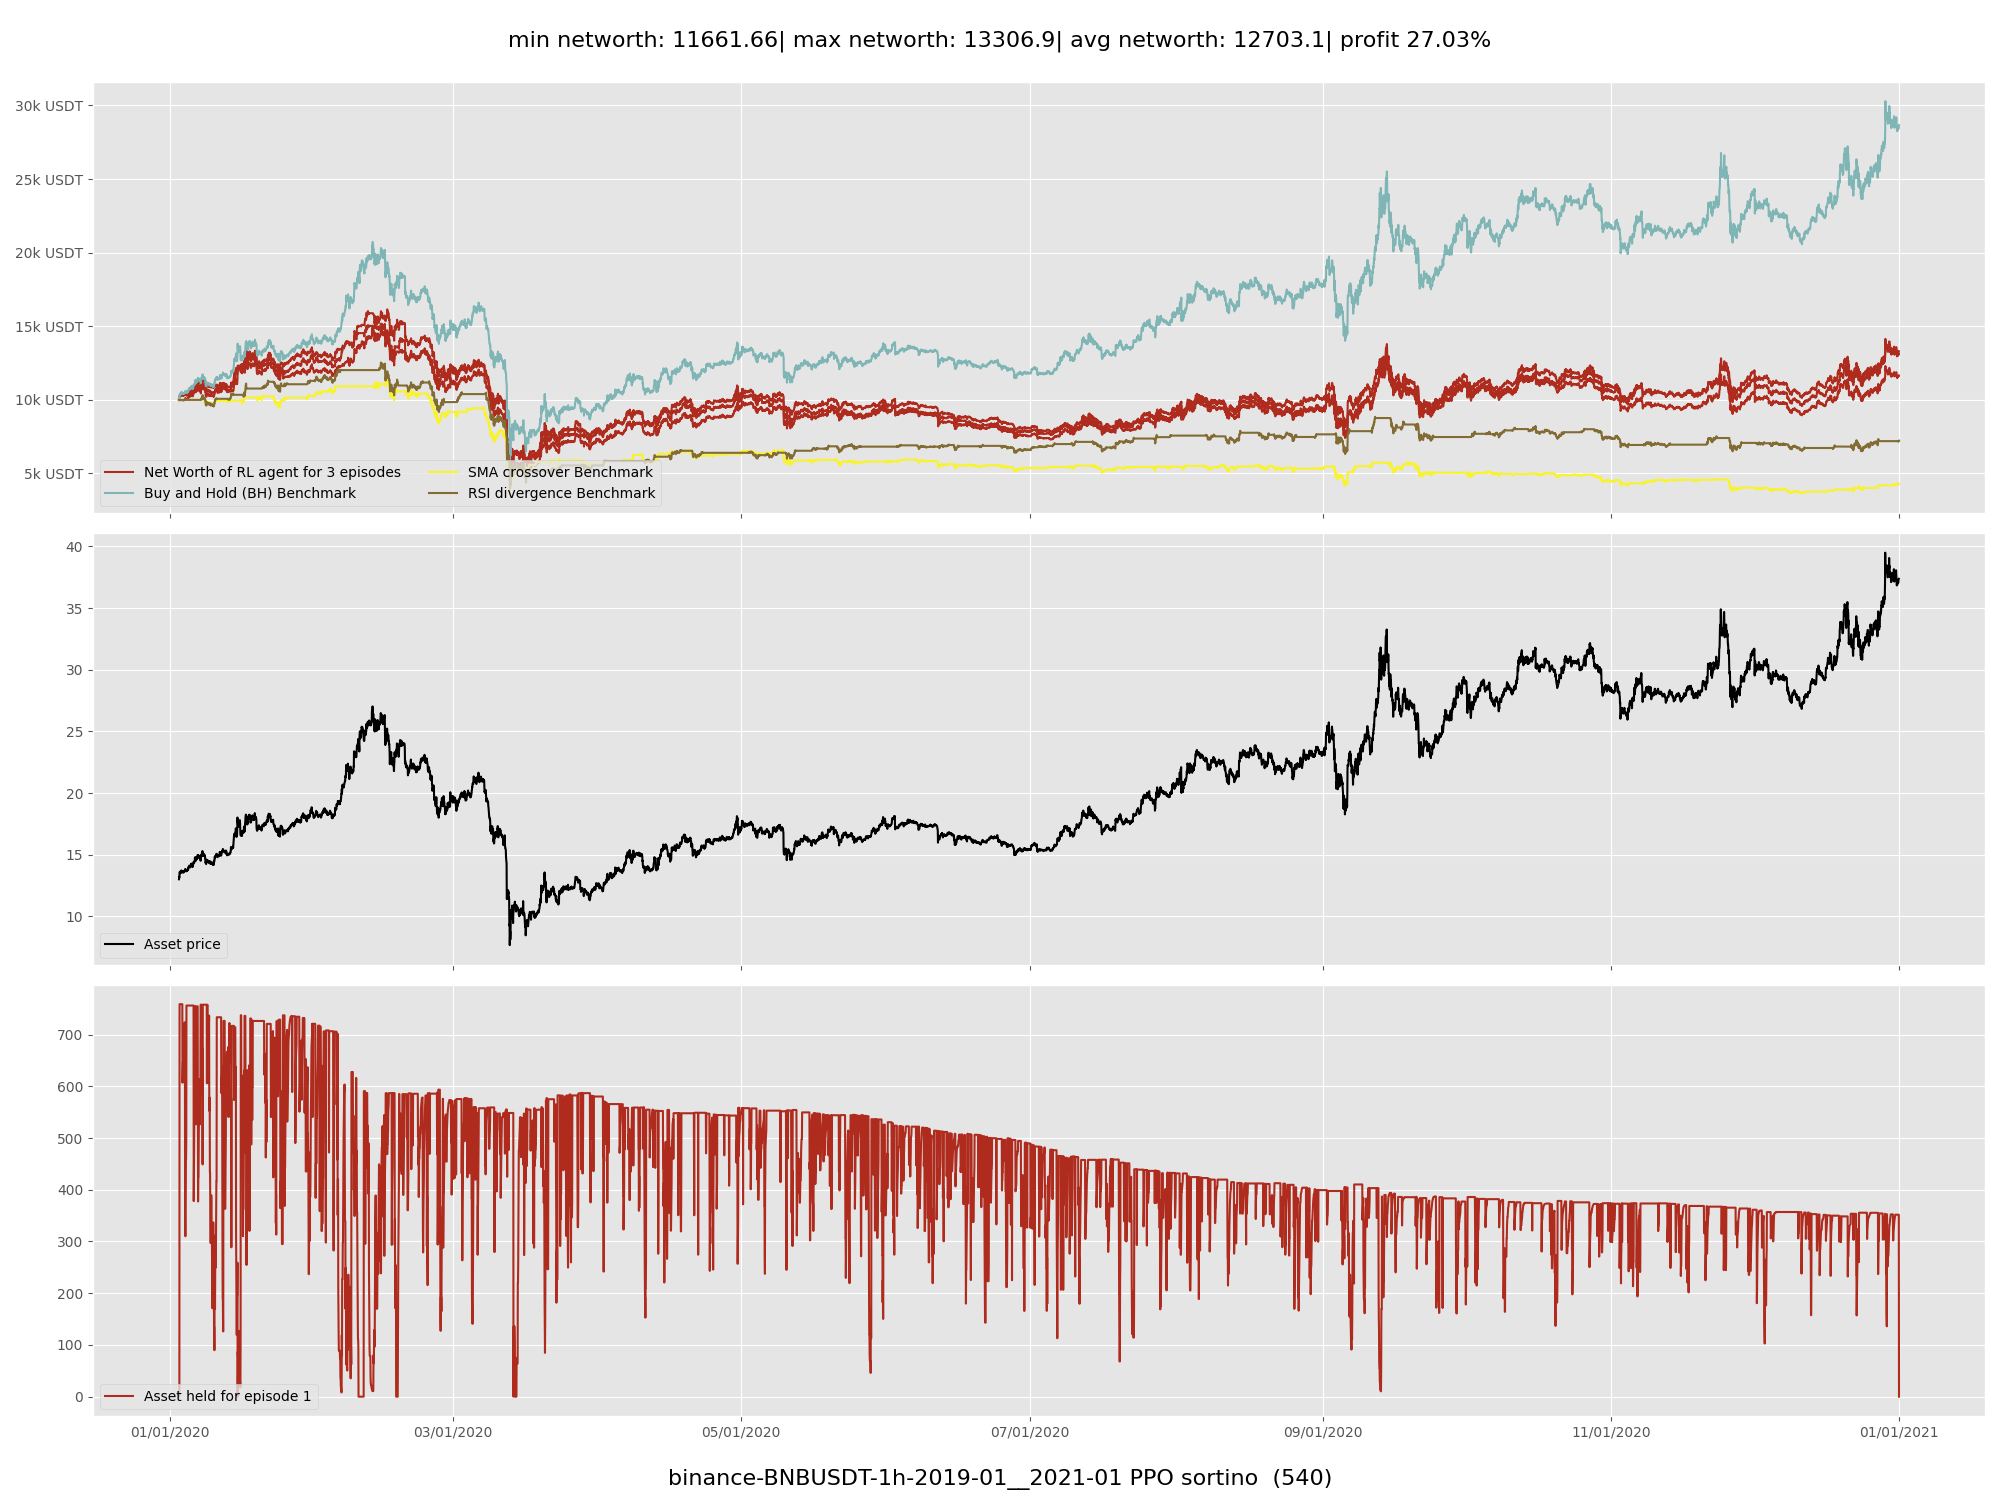 min networth: 11661.66| max networth: 13306.9| avg networth: 12703.1| profit 27.03%
30k USDT
25k USDT
20k USDT
15k USDT
10k USDT
5k USDT
Net Worth of RL agent for 3 episodes
Buy and Hold (BH) Benchmark
SMA crossover Benchmark
RSI divergence Benchmark
40
35
30
25
20
15
10
Asset price
700
600
500
400
300
200
100
0
Asset held for episode 1
01/01/2020
03/01/2020
05/01/2020
07/01/2020
09/01/2020
11/01/2020
01/01/2021
binance-BNBUSDT-1h-2019-01__2021-01 PPO sortino  (540)